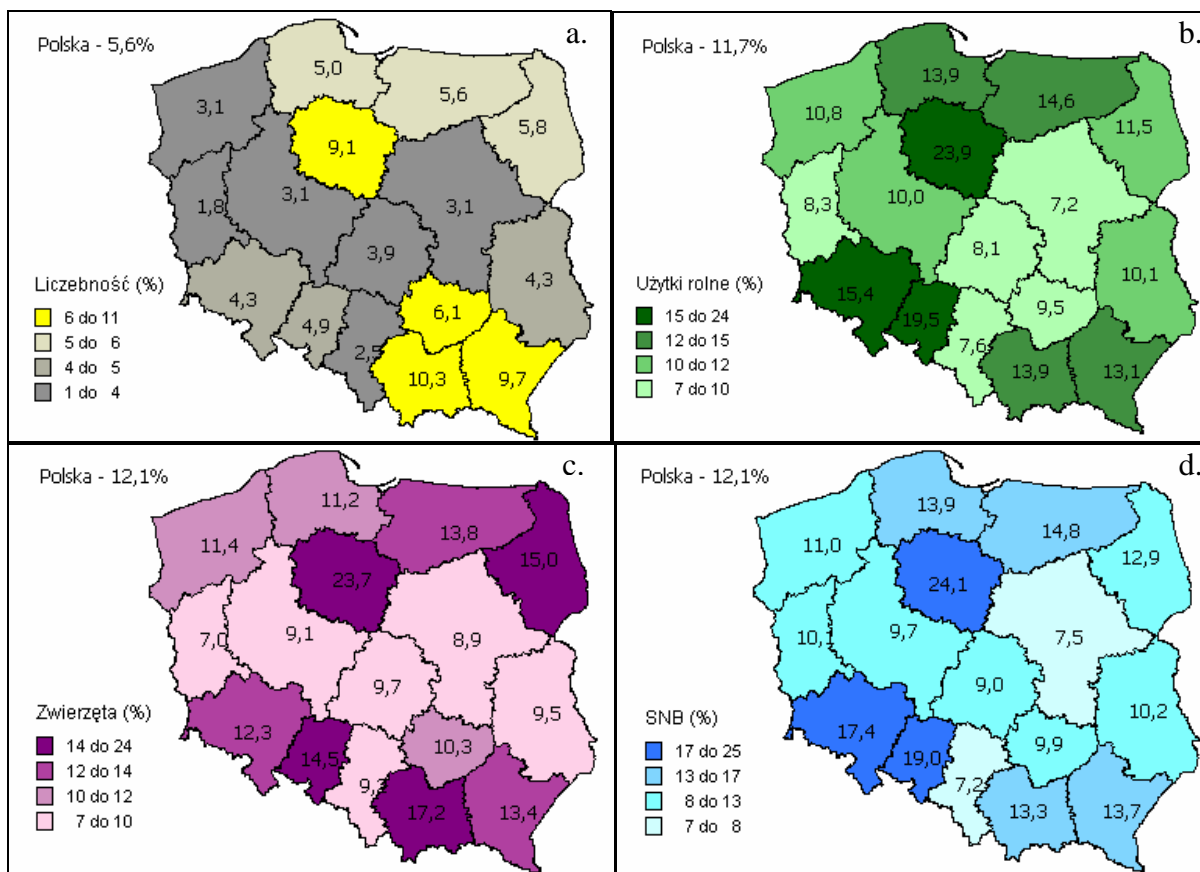 Polska - 5,6%
a.
5,0
5,6
3,1
5,8
9,1
1,8
3,1
3,1
3,9
4,3
4,3
4,9
6,1
2,5
10,3
9,7
Liczebność (%)
6 do 11
5 do 6
4 do 5
1 do 4
Polska - 11,7%
b.
13,9
14,6
10,8
11,5
23,9
8,3
10,0
7,2
8,1
10,1
15,4
19,5
9,5
7,6
13,9
13,1
Użytki rolne (%)
15 do 24
12 do 15
10 do 12
7 do 10
Polska - 12,1%
c.
11,2
13,8
11,4
15,0
23,7
7,0
9,1
8,9
9,7
9,5
12,3
14,5
10,3
17,2
13,4
Zwierzęta (%)
14 do 24
12 do 14
10 do 12
7 do 10
Polska - 12,1%
d.
13,9
14,8
11,0
12,9
24,1
9,7
7,5
9,0
10,2
17,4
19,0
9,9
7,2
13,3
13,7
SNB (%)
17 do 25
13 do 17
8 do 13
7 do 8